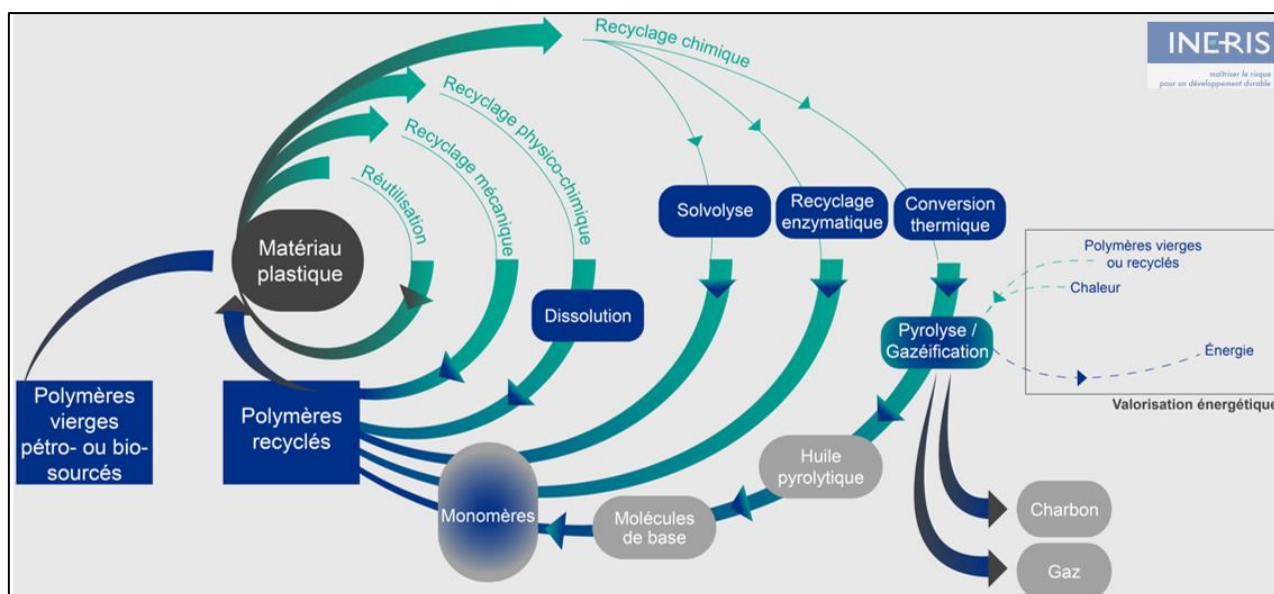 Recyclage chimique
INERIS
maîtriser le risque
pour un développement durable
Recyclage physico-chimique
Recyclage mécanique
Réutilisation
Matériau
plastique
Solvolyse
Recyclage
enzymatique
Conversion
thermique
Polymères vierges
ou recyclés
Chaleur
Énergie
Valorisation énergétique
Dissolution
Pyrolyse /
Gazéification
Polymères
vierges
pétro- ou bio-
sourcés
Polymères
recyclés
Huile
pyrolytique
Monomères
Molécules
de base
Charbon
Gaz